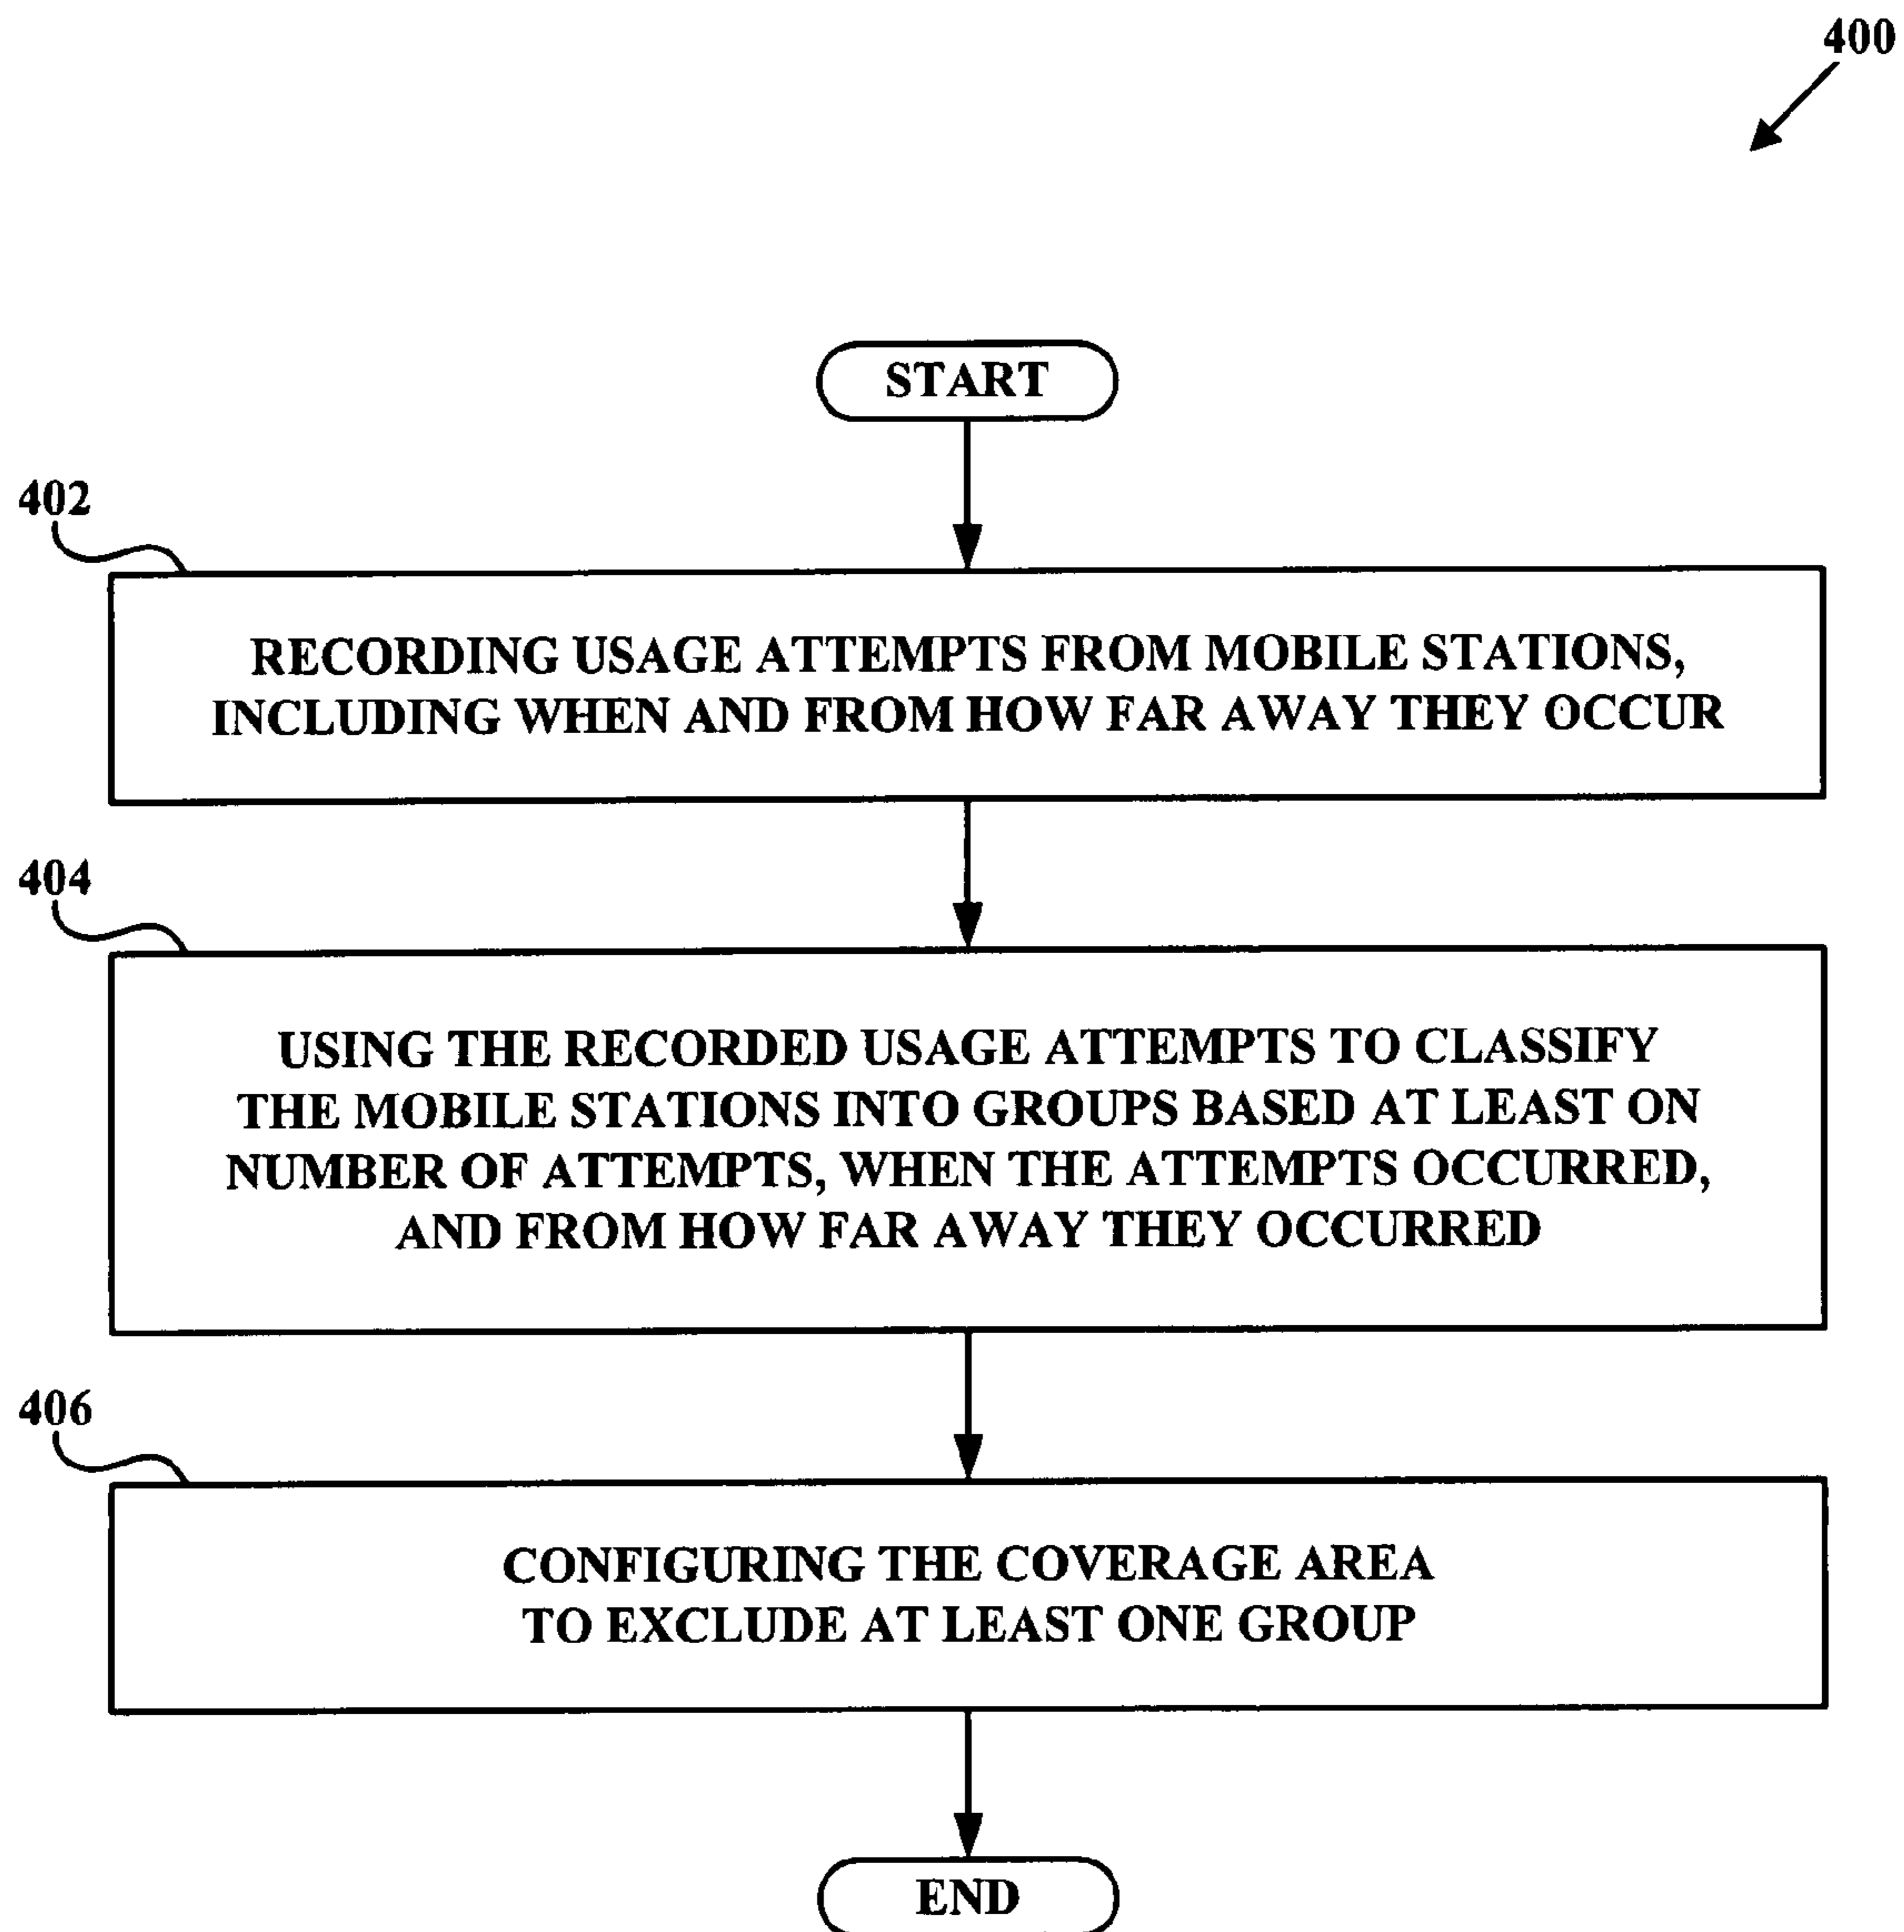 400
START
402
RECORDING USAGE ATTEMPTS FROM MOBILE STATIONS,
INCLUDING WHEN AND FROM HOW FAR AWAY THEY OCCUR
404
USING THE RECORDED USAGE ATTEMPTS TO CLASSIFY
THE MOBILE STATIONS INTO GROUPS BASED AT LEAST ON
NUMBER OF ATTEMPTS, WHEN THE ATTEMPTS OCCURRED,
AND FROM HOW FAR AWAY THEY OCCURRED
406
CONFIGURING THE COVERAGE AREA
TO EXCLUDE AT LEAST ONE GROUP
END